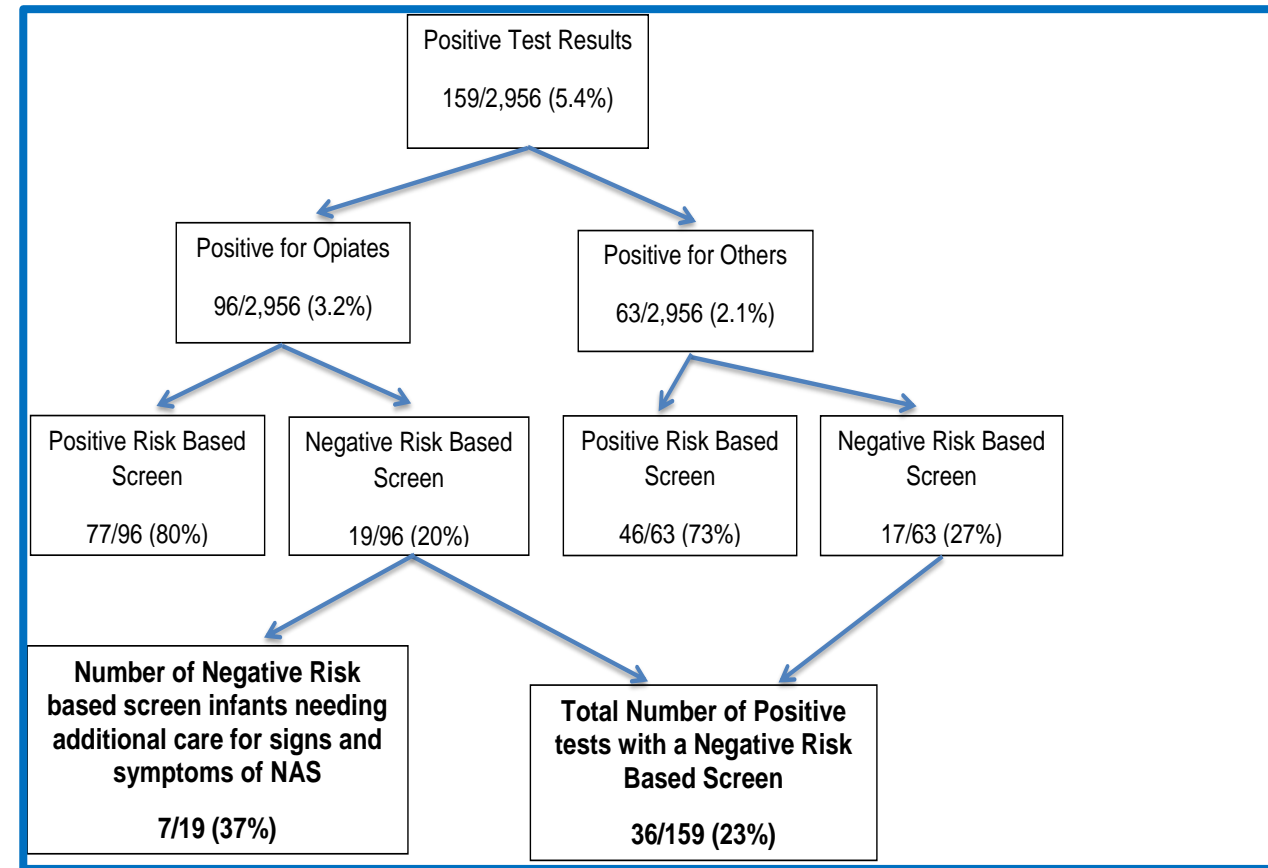 Positive Test Results
159/2,956 (5.4%)
Positive for Opiates
96/2,956 (3.2%)
Positive for Others
63/2,956 (2.1%)
Positive Risk Based
Screen
77/96 (80%)
Negative Risk Based
Screen
19/96 (20%)
Positive Risk Based
Screen
46/63 (73%)
Negative Risk Based
Screen
17/63 (27%)
Number of Negative Risk
based screen infants needing
additional care for signs and
symptoms of NAS
7/19 (37%)
Total Number of Positive
tests with a Negative Risk
Based Screen
36/159 (23%)